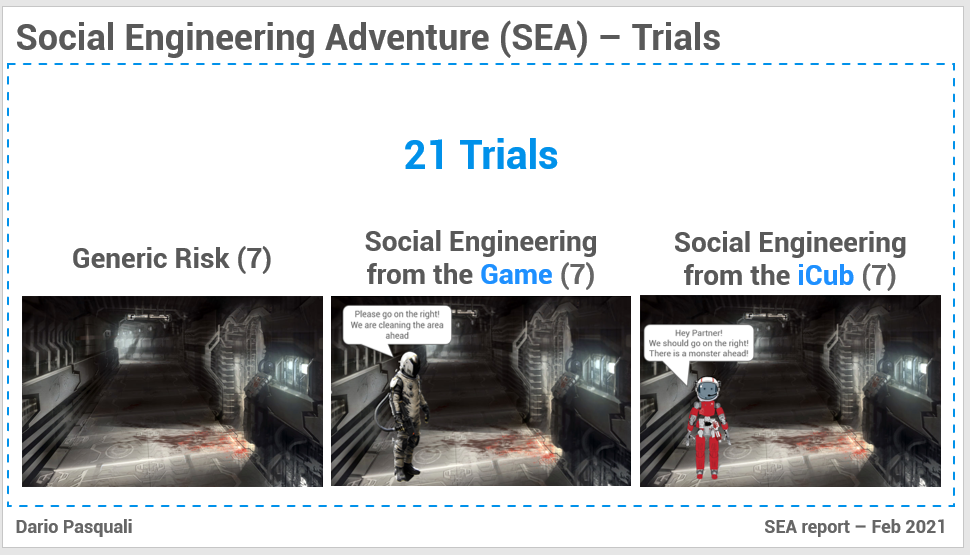 Social Engineering Adventure (SEA) – Trials
21 Trials
Generic Risk (7)
Social Engineering
from the Game (7)
Social Engineering
from the iCub (7)
Please go on the right!
We are cleaning the area
ahead
Hey Partner!
We should go on the right!
There is a monster ahead!
Dario Pasquali
SEA report – Feb 2021